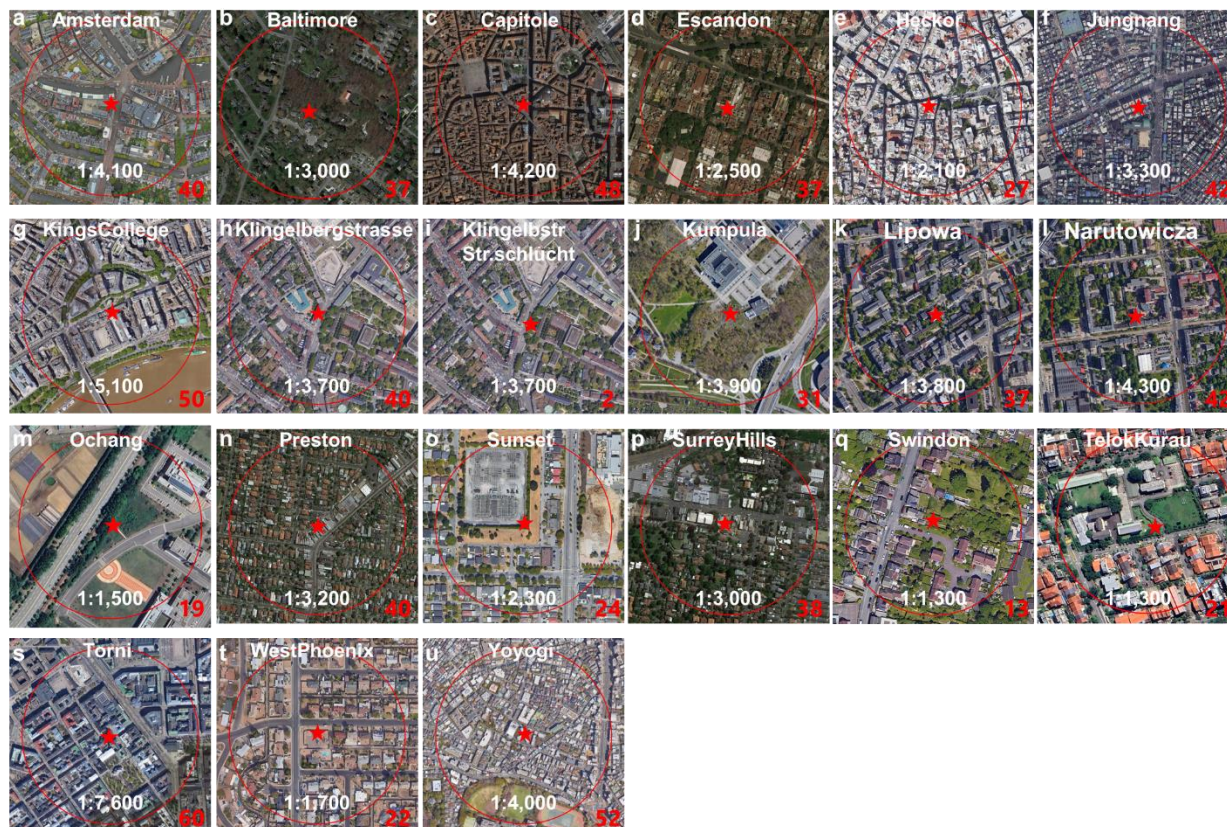 a Amsterdam
1:4,100
40
b Baltimore
1:3,000
37
c Capitole
1:4,200
48
d Escandon
1:2,500
37
e Heckor
1:2,100
27
f Jungnang
1:3,300
42
g KingsCollege
1:5,100
50
h Klingelbergstrasse
1:3,700
40
i Klingelbstr
Str.schlucht
1:3,700
2
j Kumpula
1:3,900
31
k Lipowa
1:3,800
37
l Narutowicza
1:4,300
42
m Ochang
1:1,500
19
n Preston
1:3,200
40
o Sunset
1:2,300
24
p SurreyHills
1:3,000
38
q Swindon
1:1,300
13
r TelokKurau
1:1,300
s Torni
1:7,600
60
t WestPhoenix
1:1,700
22
u Yoyogi
1:4,000
52